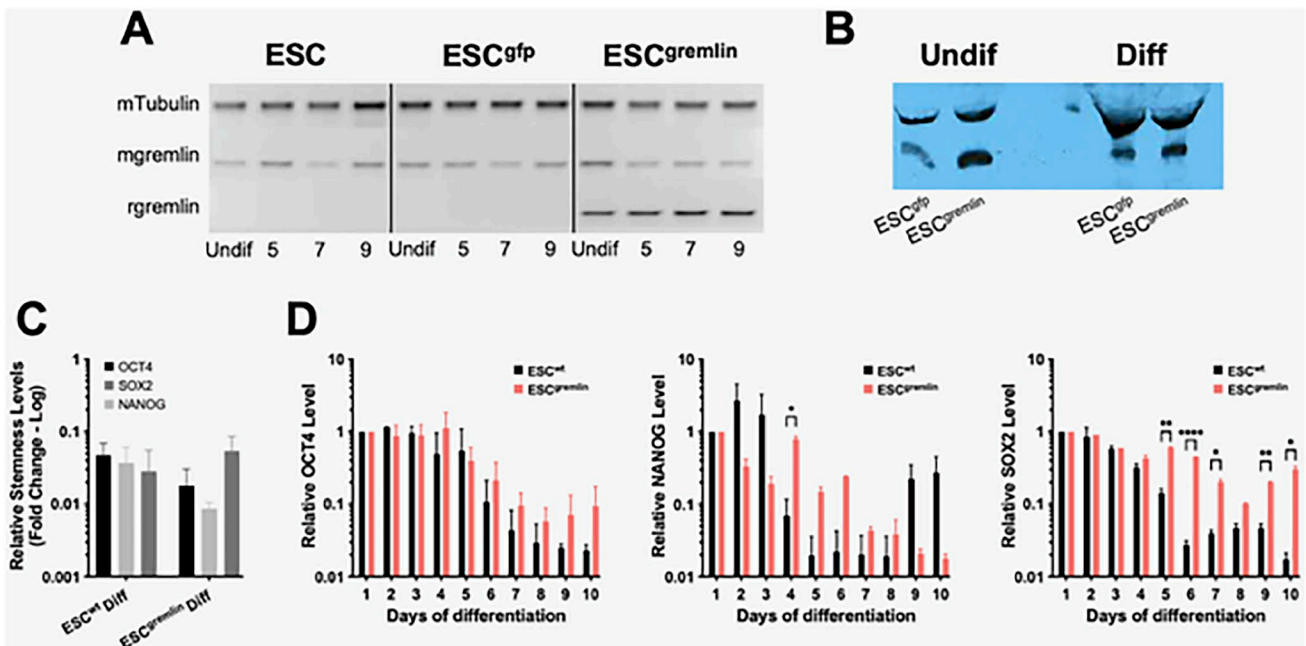 A
ESC
ESCgfp
ESCgremlin
mTubulin
mgremlin
rgremlin
Undif 5 7 9 Undif 5 7 9 Undif 5 7 9
B
Undif Diff
ESCgfp
ESCgremlin
ESCgfp
ESCgremlin
C
Relative Stemness Levels
(Fold Change - Log)
1
0.1
0.01
0.001
OCT4
SOX2
NANOG
ESCwt Diff
ESCgremlin Diff
D
Relative OCT4 Level
10
1
0.1
0.01
ESCwt
ESCgremlin
1 2 3 4 5 6 7 8 9 10
Days of differentiation
Relative NANOG Level
10
1
0.1
0.01
ESCwt
ESCgremlin
*
1 2 3 4 5 6 7 8 9 10
Days of differentiation
Relative SOX2 Level
10
1
0.1
0.01
ESCwt
ESCgremlin
** **** * ** *
1 2 3 4 5 6 7 8 9 10
Days of differentiation